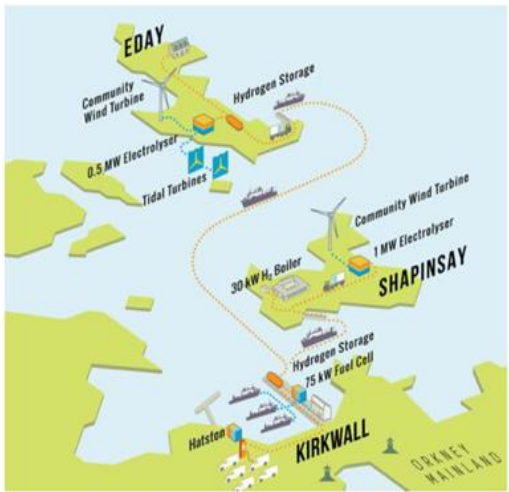 EDAY
Community
Wind Turbine
Hydrogen Storage
0.5 MW Electrolyser
Tidal Turbines
Community Wind Turbine
1 MW Electrolyser
30 kW H₂ Boiler
SHAPINSAY
Hydrogen Storage
75 kW Fuel Cell
Hatston
KIRKWALL
ORKNEY
MAINLAND